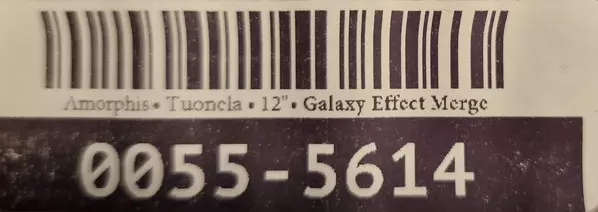 Amorphis • Tuonela • 12" • Galaxy Effect Merge
0055-5614